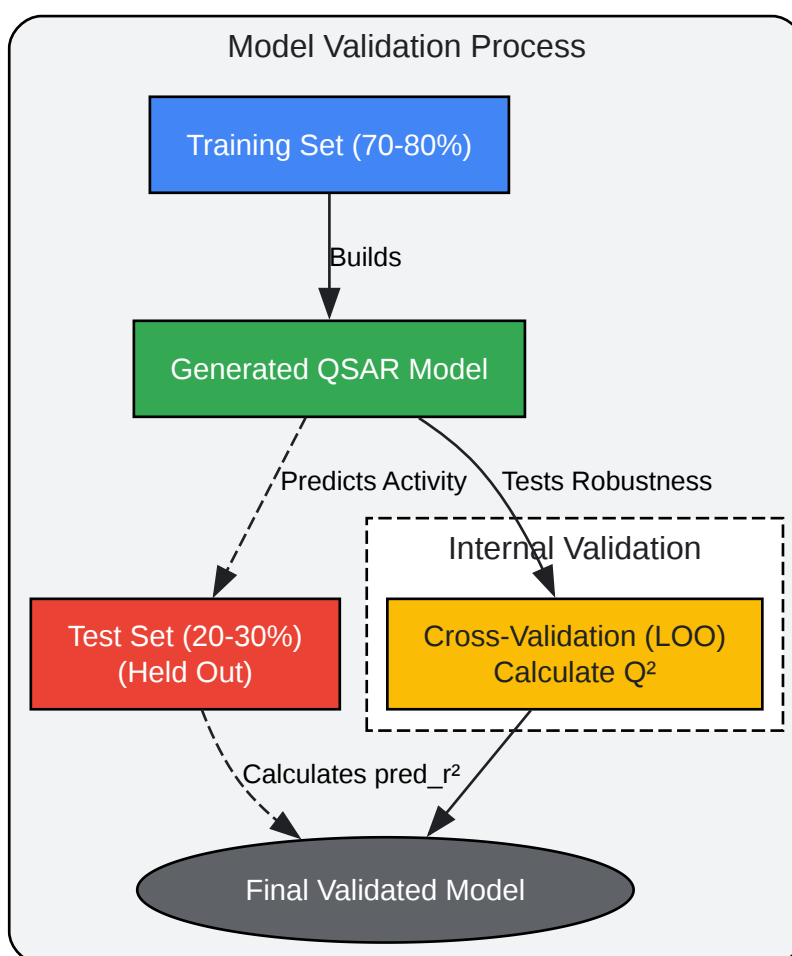 Model Validation Process
Training Set (70-80%)
Builds
Generated QSAR Model
Predicts Activity
Tests Robustness
Internal Validation
Test Set (20-30%)
(Held Out)
Cross-Validation (LOO)
Calculate Q²
Calculates pred_r²
Final Validated Model